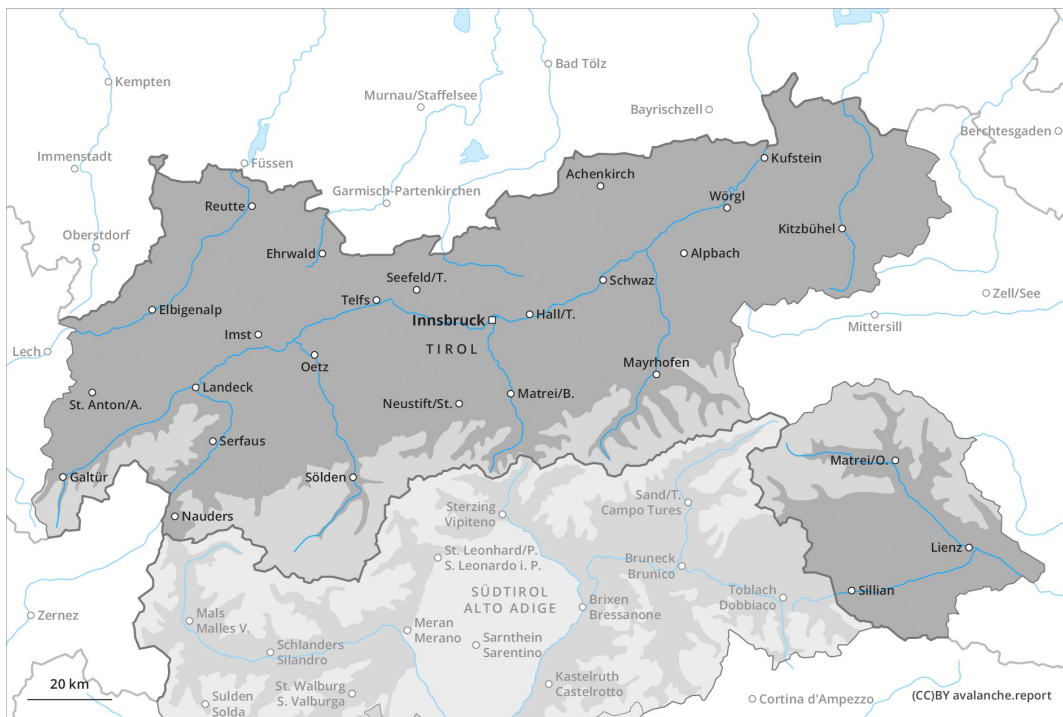 Kempten
Bad Tölz
Murnau/Staffelsee
Bayrischzell
Berchtesgaden
Immenstadt
Füssen
Kufstein
Garmisch-Partenkirchen
Achenkirch
Reutte
Wörgl
Oberstdorf
Kitzbühel
Ehrwald
Alpbach
Seefeld/T.
Schwaz
Zell/See
Telfs
Elbigenalp
Innsbruck
Hall/T.
Mittersill
Imst
TIROL
Lech
Oetz
Mayrhofen
Landeck
St. Anton/A.
Neustift/St.
Matrei/B.
Serfaus
Matrei/O.
Galtür
Sölden
Sand/T.
Campo Tures
Sterzing
Vipiteno
Nauders
Lienz
St. Leonhard/P.
S. Leonardo i. P.
Bruneck
Brunico
SÜDTIROL
ALTO ADIGE
Toblach
Dobbiaco
Sillian
Brixen
Bressanone
Zernez
Mals
Malles V.
Meran
Merano
Sarnthein
Sarentino
Schlanders
Silandro
Kastelruth
Castelrotto
20 km
St. Walburg
S. Valburga
Sulden
Solda
Cortina d'Ampezzo
(CC)BY avalanche.report